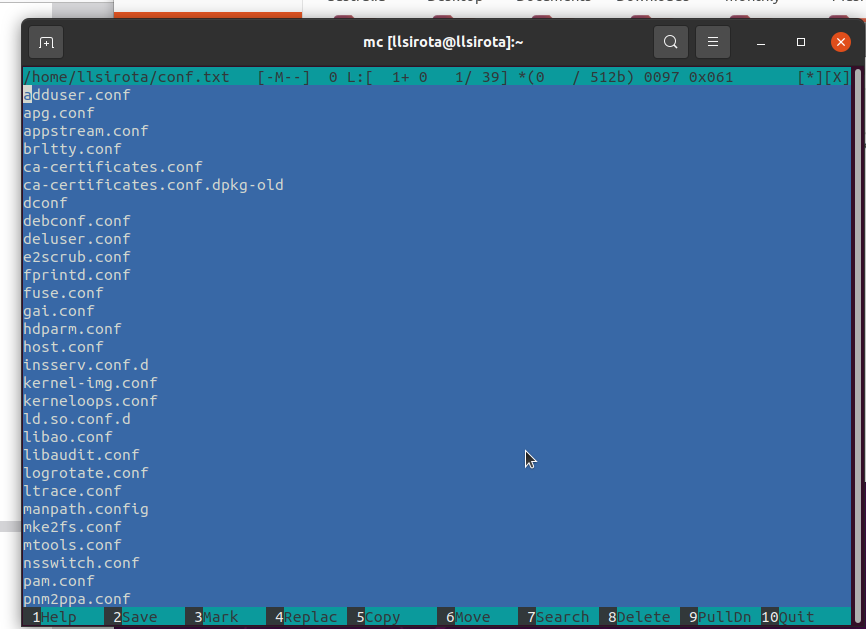 mc [llsirota@llsirota]:~
/home/llsirota/conf.txt [-M--] 0 L:[ 1+ 0 1/ 39] *(0 / 512b) 0097 0x061 [*][X]
adduser.conf
apg.conf
appstream.conf
brltty.conf
ca-certificates.conf
ca-certificates.conf.dpkg-old
dconf
debconf.conf
deluser.conf
e2scrub.conf
fprintd.conf
fuse.conf
gai.conf
hdparm.conf
host.conf
insserv.conf.d
kernel-img.conf
kerneloops.conf
ld.so.conf.d
libao.conf
libaudit.conf
logrotate.conf
ltrace.conf
manpath.config
mke2fs.conf
mtools.conf
nsswitch.conf
pam.conf
pnm2ppa.conf
1Help 2Save 3Mark 4Replac 5Copy 6Move 7Search 8Delete 9PullDn 10Quit